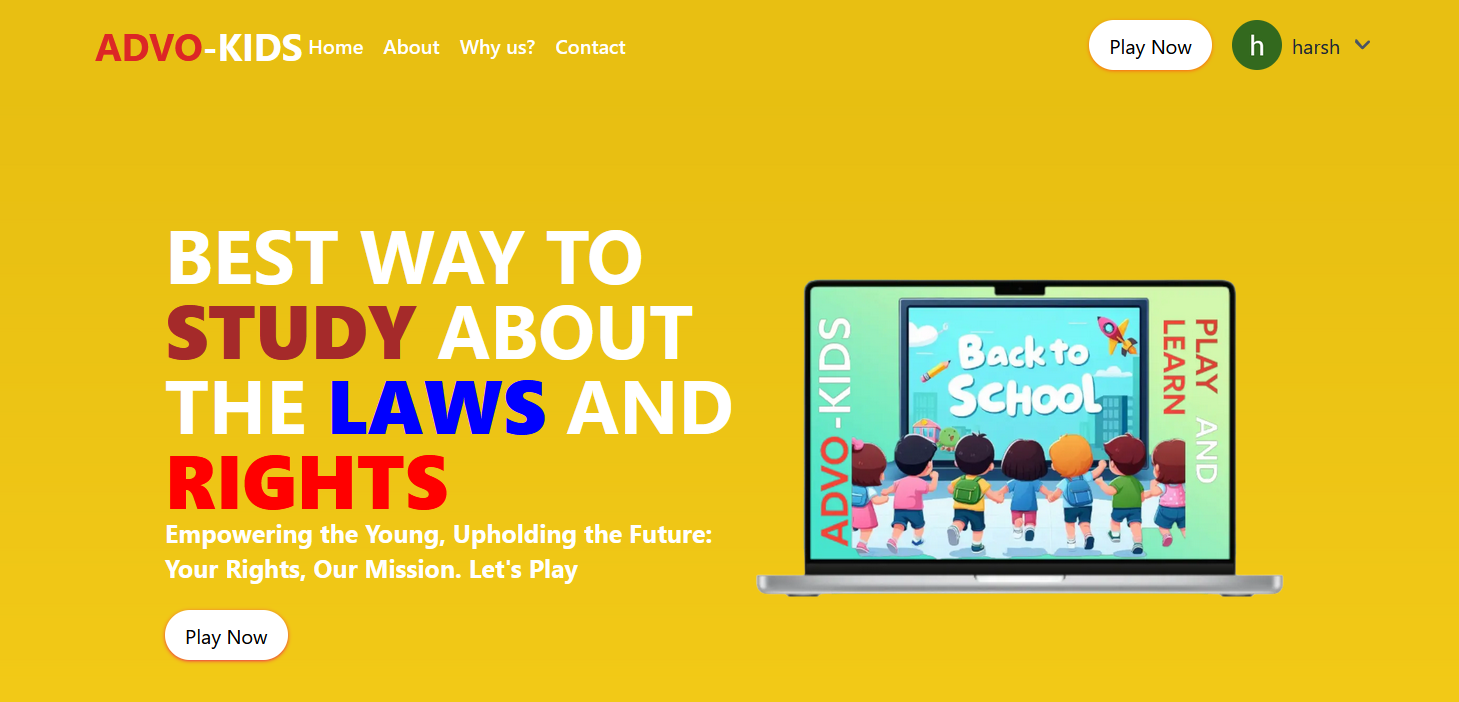 ADVO-KIDS Home About Why us? Contact Play Now h harsh
BEST WAY TO
STUDY ABOUT
THE LAWS AND
RIGHTS
Empowering the Young, Upholding the Future:
Your Rights, Our Mission. Let's Play
Play Now
ADVO-KIDS
Back to
SCHOOL
PLAY AND
LEARN